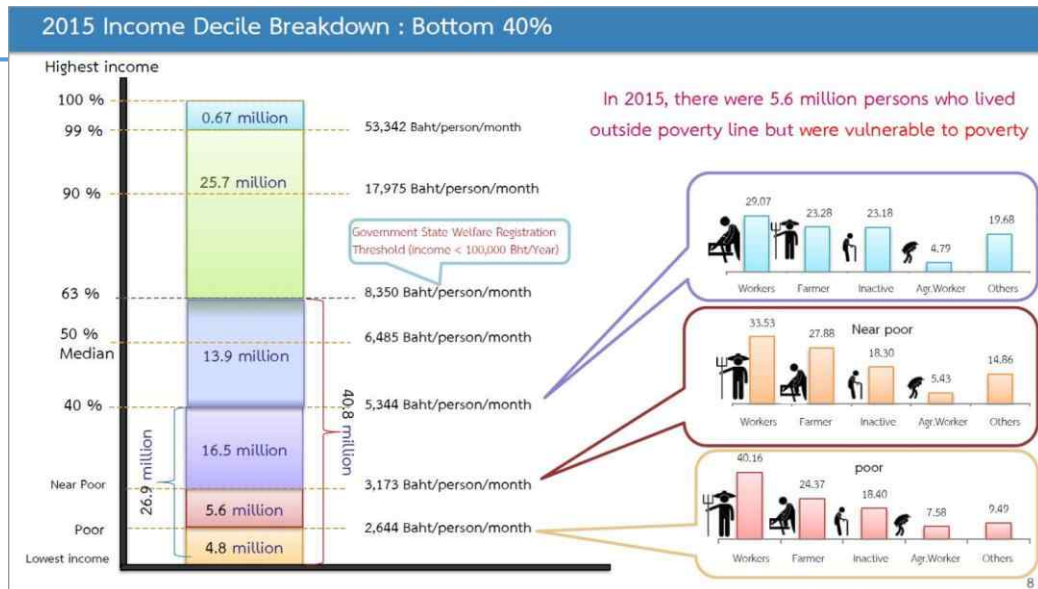 2015 Income Decile Breakdown : Bottom 40%
Highest income
100 %
99 %
90 %
63 %
50 %
Median
40 %
Near Poor
Poor
Lowest income
0.67 million
25.7 million
13.9 million
16.5 million
5.6 million
4.8 million
26.9 million
40.8 million
53,342 Baht/person/month
17,975 Baht/person/month
Government State Welfare Registration
Threshold (income < 100,000 Bht/Year)
8,350 Baht/person/month
6,485 Baht/person/month
5,344 Baht/person/month
3,173 Baht/person/month
2,644 Baht/person/month
In 2015, there were 5.6 million persons who lived
outside poverty line but were vulnerable to poverty
29.07 23.28 23.18 4.79 19.68
Workers Farmer Inactive Agr.Worker Others
Near poor
33.53 27.88 18.30 5.43 14.86
Workers Farmer Inactive Agr.Worker Others
poor
40.16 24.37 18.40 7.58 9.49
Workers Farmer Inactive Agr.Worker Others
8